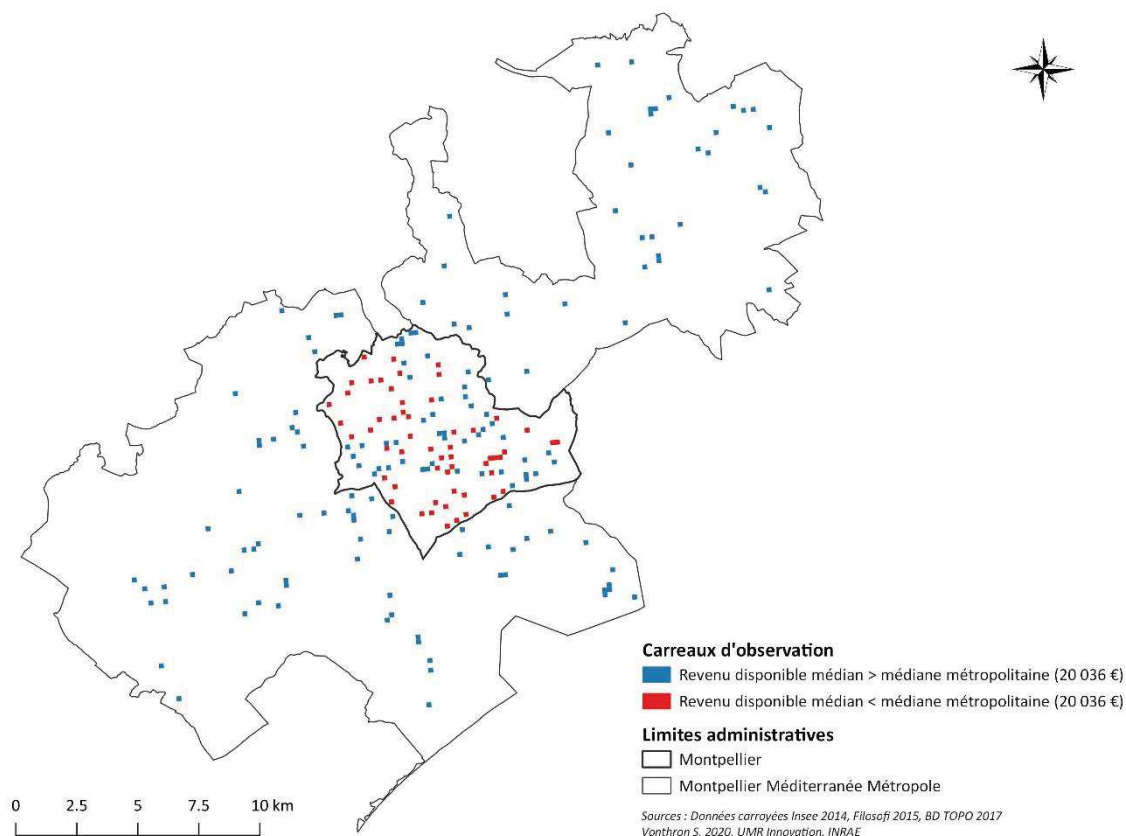 Carreaux d'observation
Revenu disponible médian > médiane métropolitaine (20 036 €)
Revenu disponible médian < médiane métropolitaine (20 036 €)
Limites administratives
Montpellier
Montpellier Méditerranée Métropole
0 2.5 5 7.5 10 km
Sources : Données carroyées Insee 2014, Filosofi 2015, BD TOPO 2017
Vonthron S. 2020. UMR Innovation. INRAE